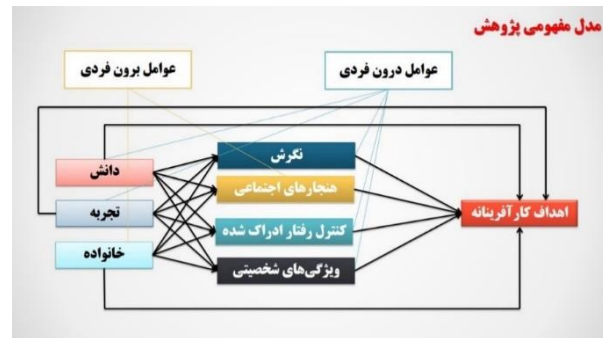 مدل مفهومی پژوهش
عوامل درون فردی
عوامل برون فردی
نگرش
دانش
هنجارهای اجتماعی
تجربه
اهداف کارآفرینانه
کنترل رفتار ادراک شده
خانواده
ویژگی‌های شخصیتی